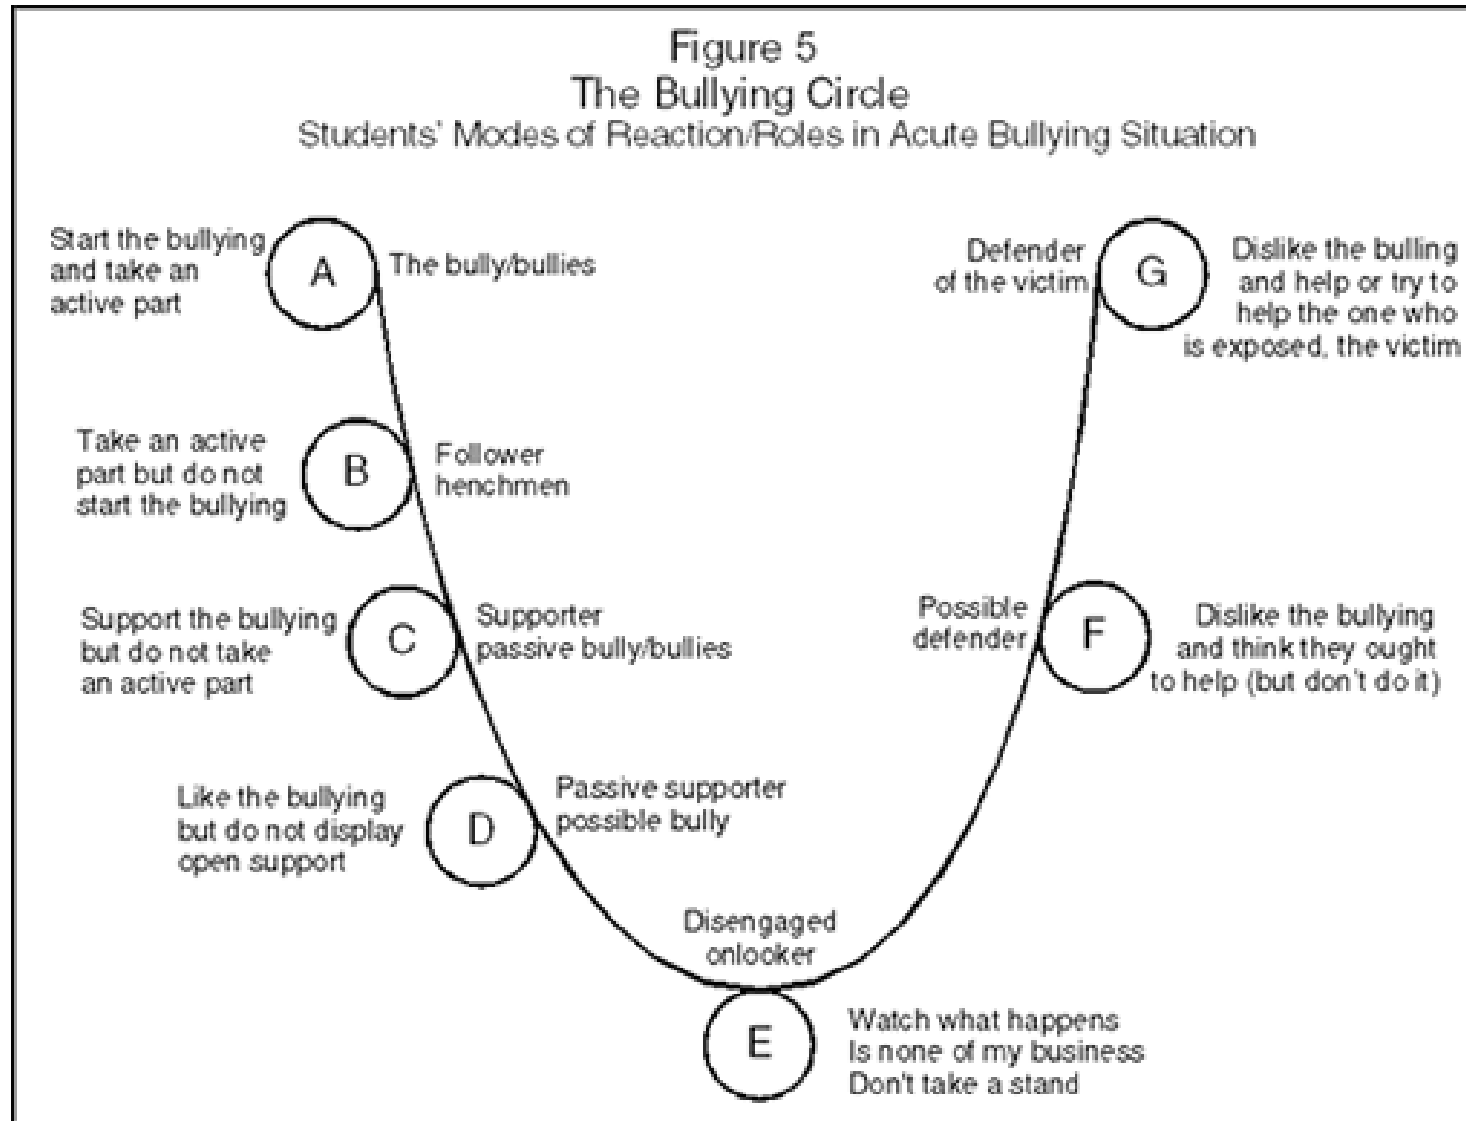 Figure 5
The Bullying Circle
Students' Modes of Reaction/Roles in Acute Bullying Situation
Start the bullying
and take an
active part
A
The bully/bullies
Take an active
part but do not
start the bullying
B
Follower
henchmen
Support the bullying
but do not take
an active part
C
Supporter
passive bully/bullies
Like the bullying
but do not display
open support
D
Passive supporter
possible bully
Disengaged
onlooker
E
Watch what happens
Is none of my business
Don't take a stand
Possible
defender
F
Dislike the bullying
and think they ought
to help (but don't do it)
Defender
of the victim
G
Dislike the bulling
and help or try to
help the one who
is exposed, the victim